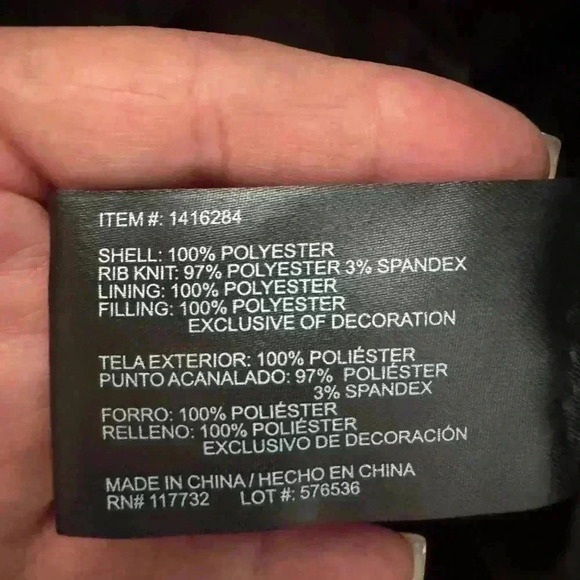 ITEM #: 1416284
SHELL: 100% POLYESTER
RIB KNIT: 97% POLYESTER 3% SPANDEX
LINING: 100% POLYESTER
FILLING: 100% POLYESTER
EXCLUSIVE OF DECORATION
TELA EXTERIOR: 100% POLIÉSTER
PUNTO ACANALADO: 97% POLIÉSTER
3% SPANDEX
FORRO: 100% POLIÉSTER
RELLENO: 100% POLIÉSTER
EXCLUSIVO DE DECORACIÓN
MADE IN CHINA / HECHO EN CHINA
RN# 117732 LOT #: 576536